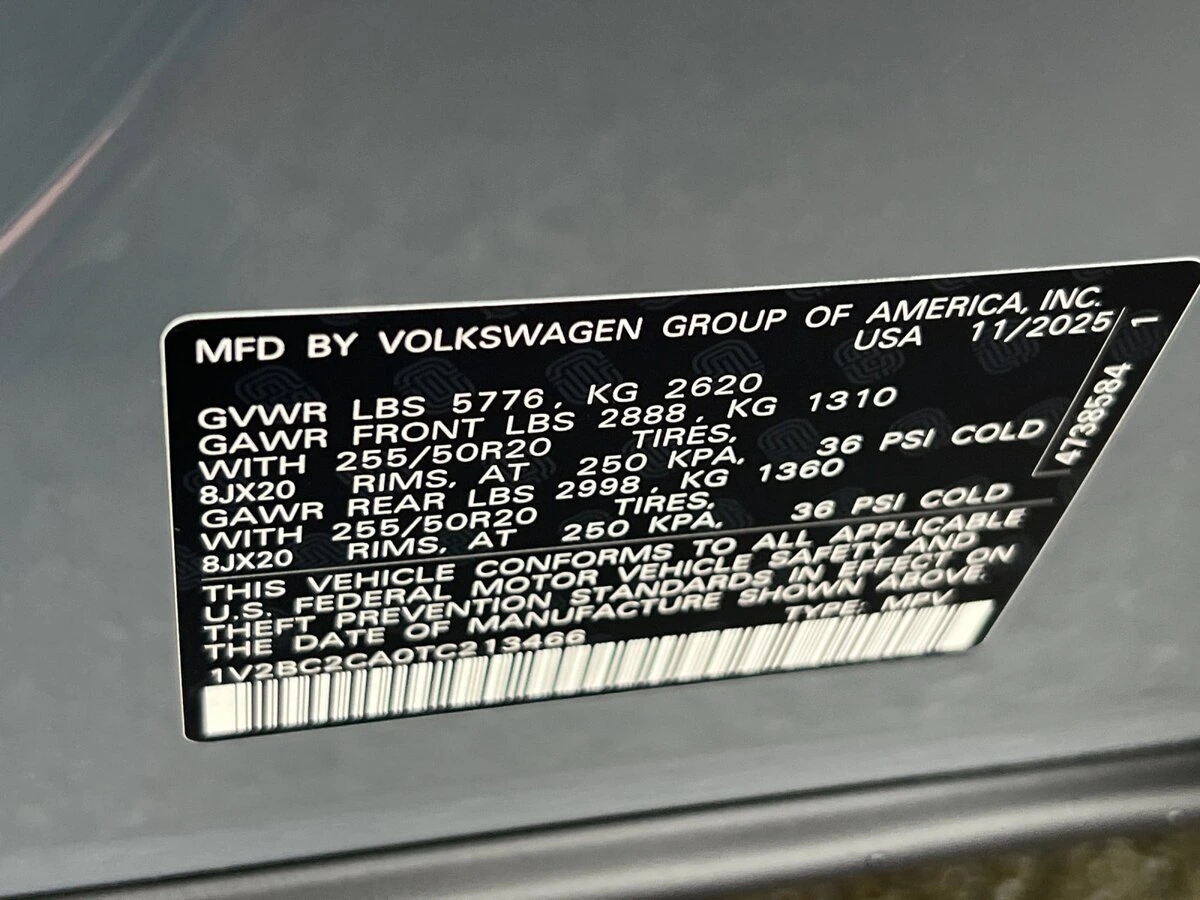 MFD BY VOLKSWAGEN GROUP OF AMERICA, INC.
USA 11/2025
GVWR LBS 5776, KG 2620
GAWR FRONT LBS 2888, KG 1310
WITH 255/50R20 TIRES,
8JX20 RIMS, AT 250 KPA, 36 PSI COLD
GAWR REAR LBS 2998, KG 1360
WITH 255/50R20 TIRES,
8JX20 RIMS, AT 250 KPA, 36 PSI COLD
THIS VEHICLE CONFORMS TO ALL APPLICABLE
U.S. FEDERAL MOTOR VEHICLE SAFETY AND
THEFT PREVENTION STANDARDS IN EFFECT ON
THE DATE OF MANUFACTURE SHOWN ABOVE.
TYPE: MPV
1V2BC2CA0TC213466
4738584 1